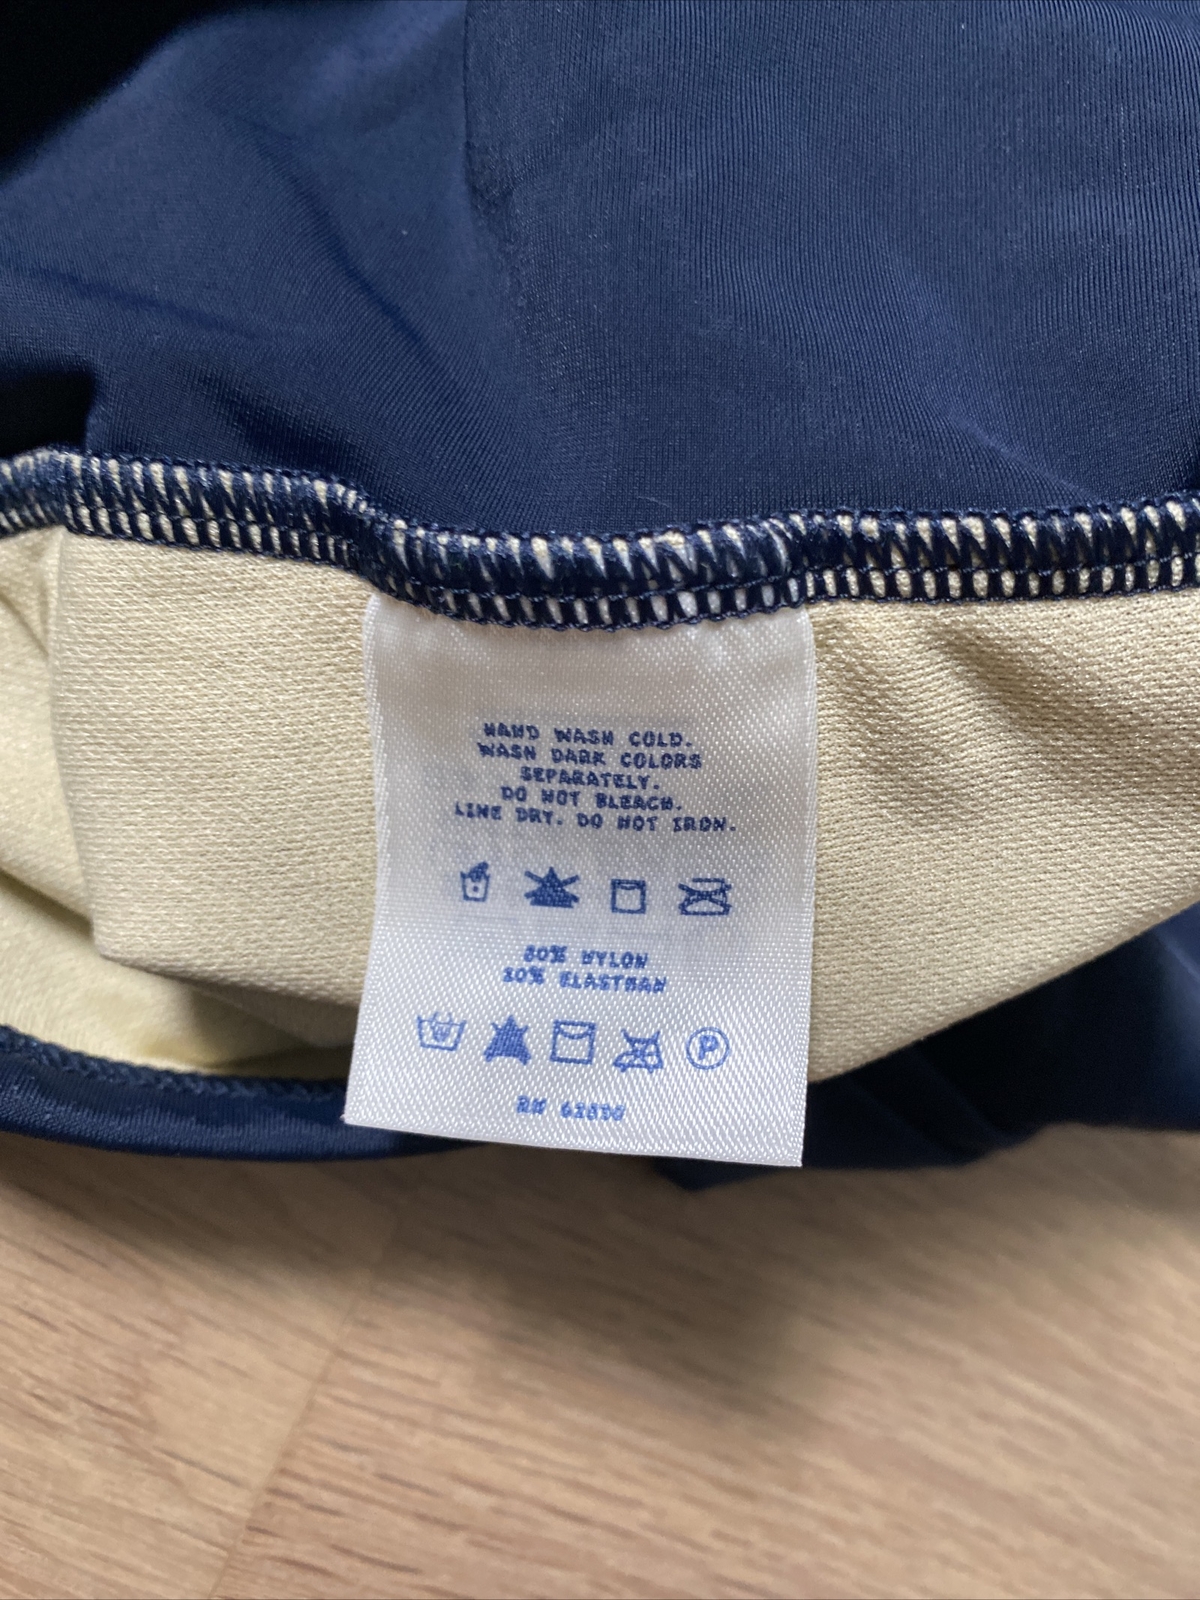 HAND WASH COLD.
WASH DARK COLORS
SEPARATELY.
DO NOT BLEACH.
LINE DRY. DO NOT IRON.
80% NYLON
20% ELASTHAN
P
RN